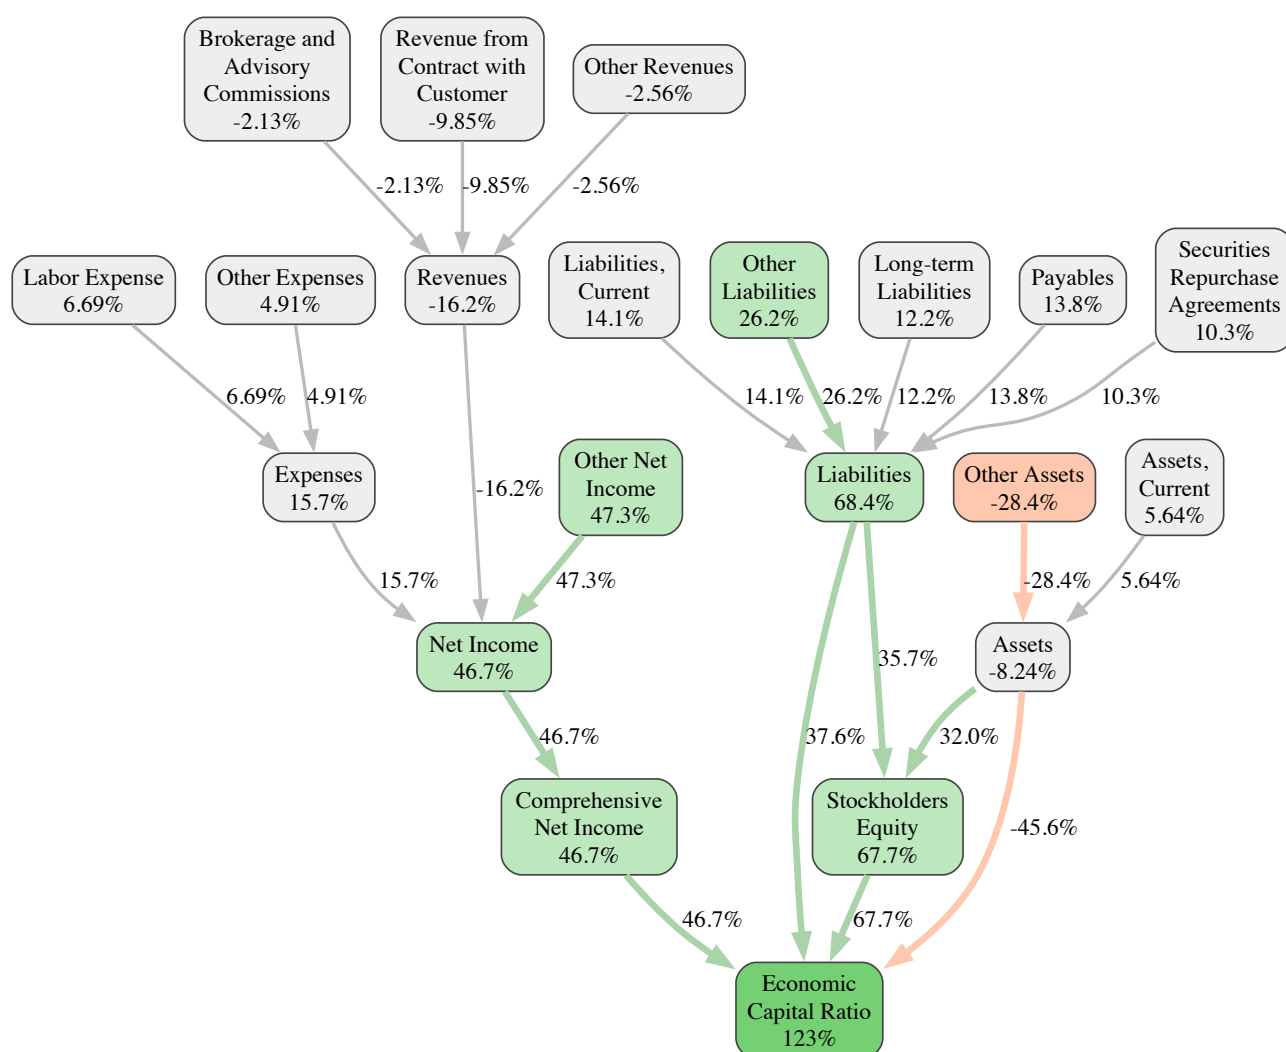 Brokerage and
Advisory
Commissions
-2.13%
Revenue from
Contract with
Customer
-9.85%
Other Revenues
-2.56%
-2.13%
-9.85%
-2.56%
Labor Expense
6.69%
Other Expenses
4.91%
Revenues
-16.2%
Liabilities,
Current
14.1%
Other
Liabilities
26.2%
Long-term
Liabilities
12.2%
Payables
13.8%
Securities
Repurchase
Agreements
10.3%
6.69%
4.91%
14.1%
26.2%
12.2%
13.8%
10.3%
Expenses
15.7%
-16.2%
Other Net
Income
47.3%
Liabilities
68.4%
Other Assets
-28.4%
Assets,
Current
5.64%
15.7%
47.3%
-28.4%
5.64%
Net Income
46.7%
35.7%
Assets
-8.24%
46.7%
37.6%
32.0%
Comprehensive
Net Income
46.7%
Stockholders
Equity
67.7%
-45.6%
46.7%
67.7%
Economic
Capital Ratio
123%